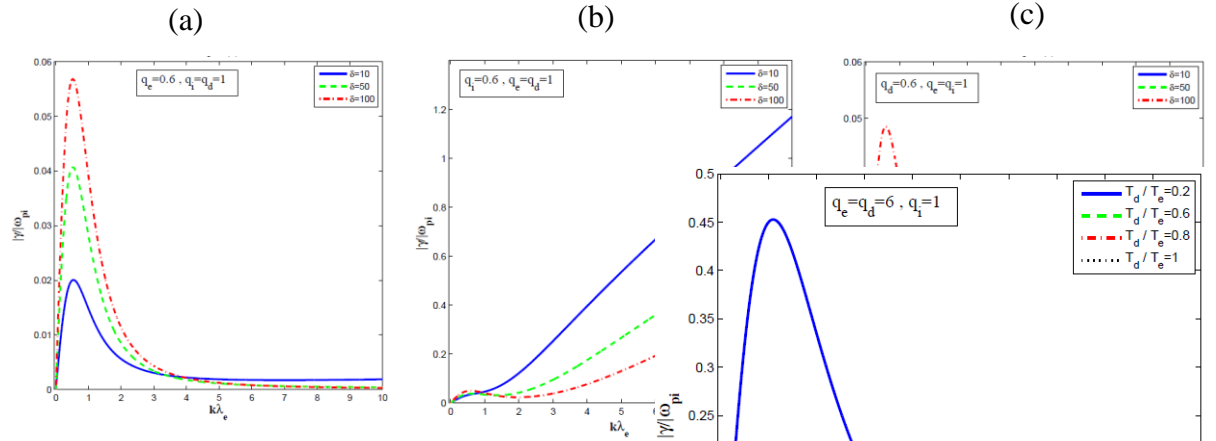 (a)
(b)
(c)
0.06
0.05
0.04
0.03
0.02
0.01
0
0 1 2 3 4 5 6 7 8 9 10
|γ/|ω_pi
kλ_e
q_e=0.6 , q_i=q_d=1
δ=10
δ=50
δ=100
1.2
1
0.8
0.6
0.4
0.2
0
0 1 2 3 4 5
|γ/|ω_pi
kλ_e
q_i=0.6 , q_e=q_d=1
δ=10
δ=50
δ=100
0.06
0.05
q_d=0.6 , q_e=q_i=1
δ=10
δ=50
δ=100
0.5
0.45
0.4
0.35
0.3
0.25
|γ/|ω_pi
q_e=q_d=6 , q_i=1
T_d / T_e=0.2
T_d / T_e=0.6
T_d / T_e=0.8
T_d / T_e=1